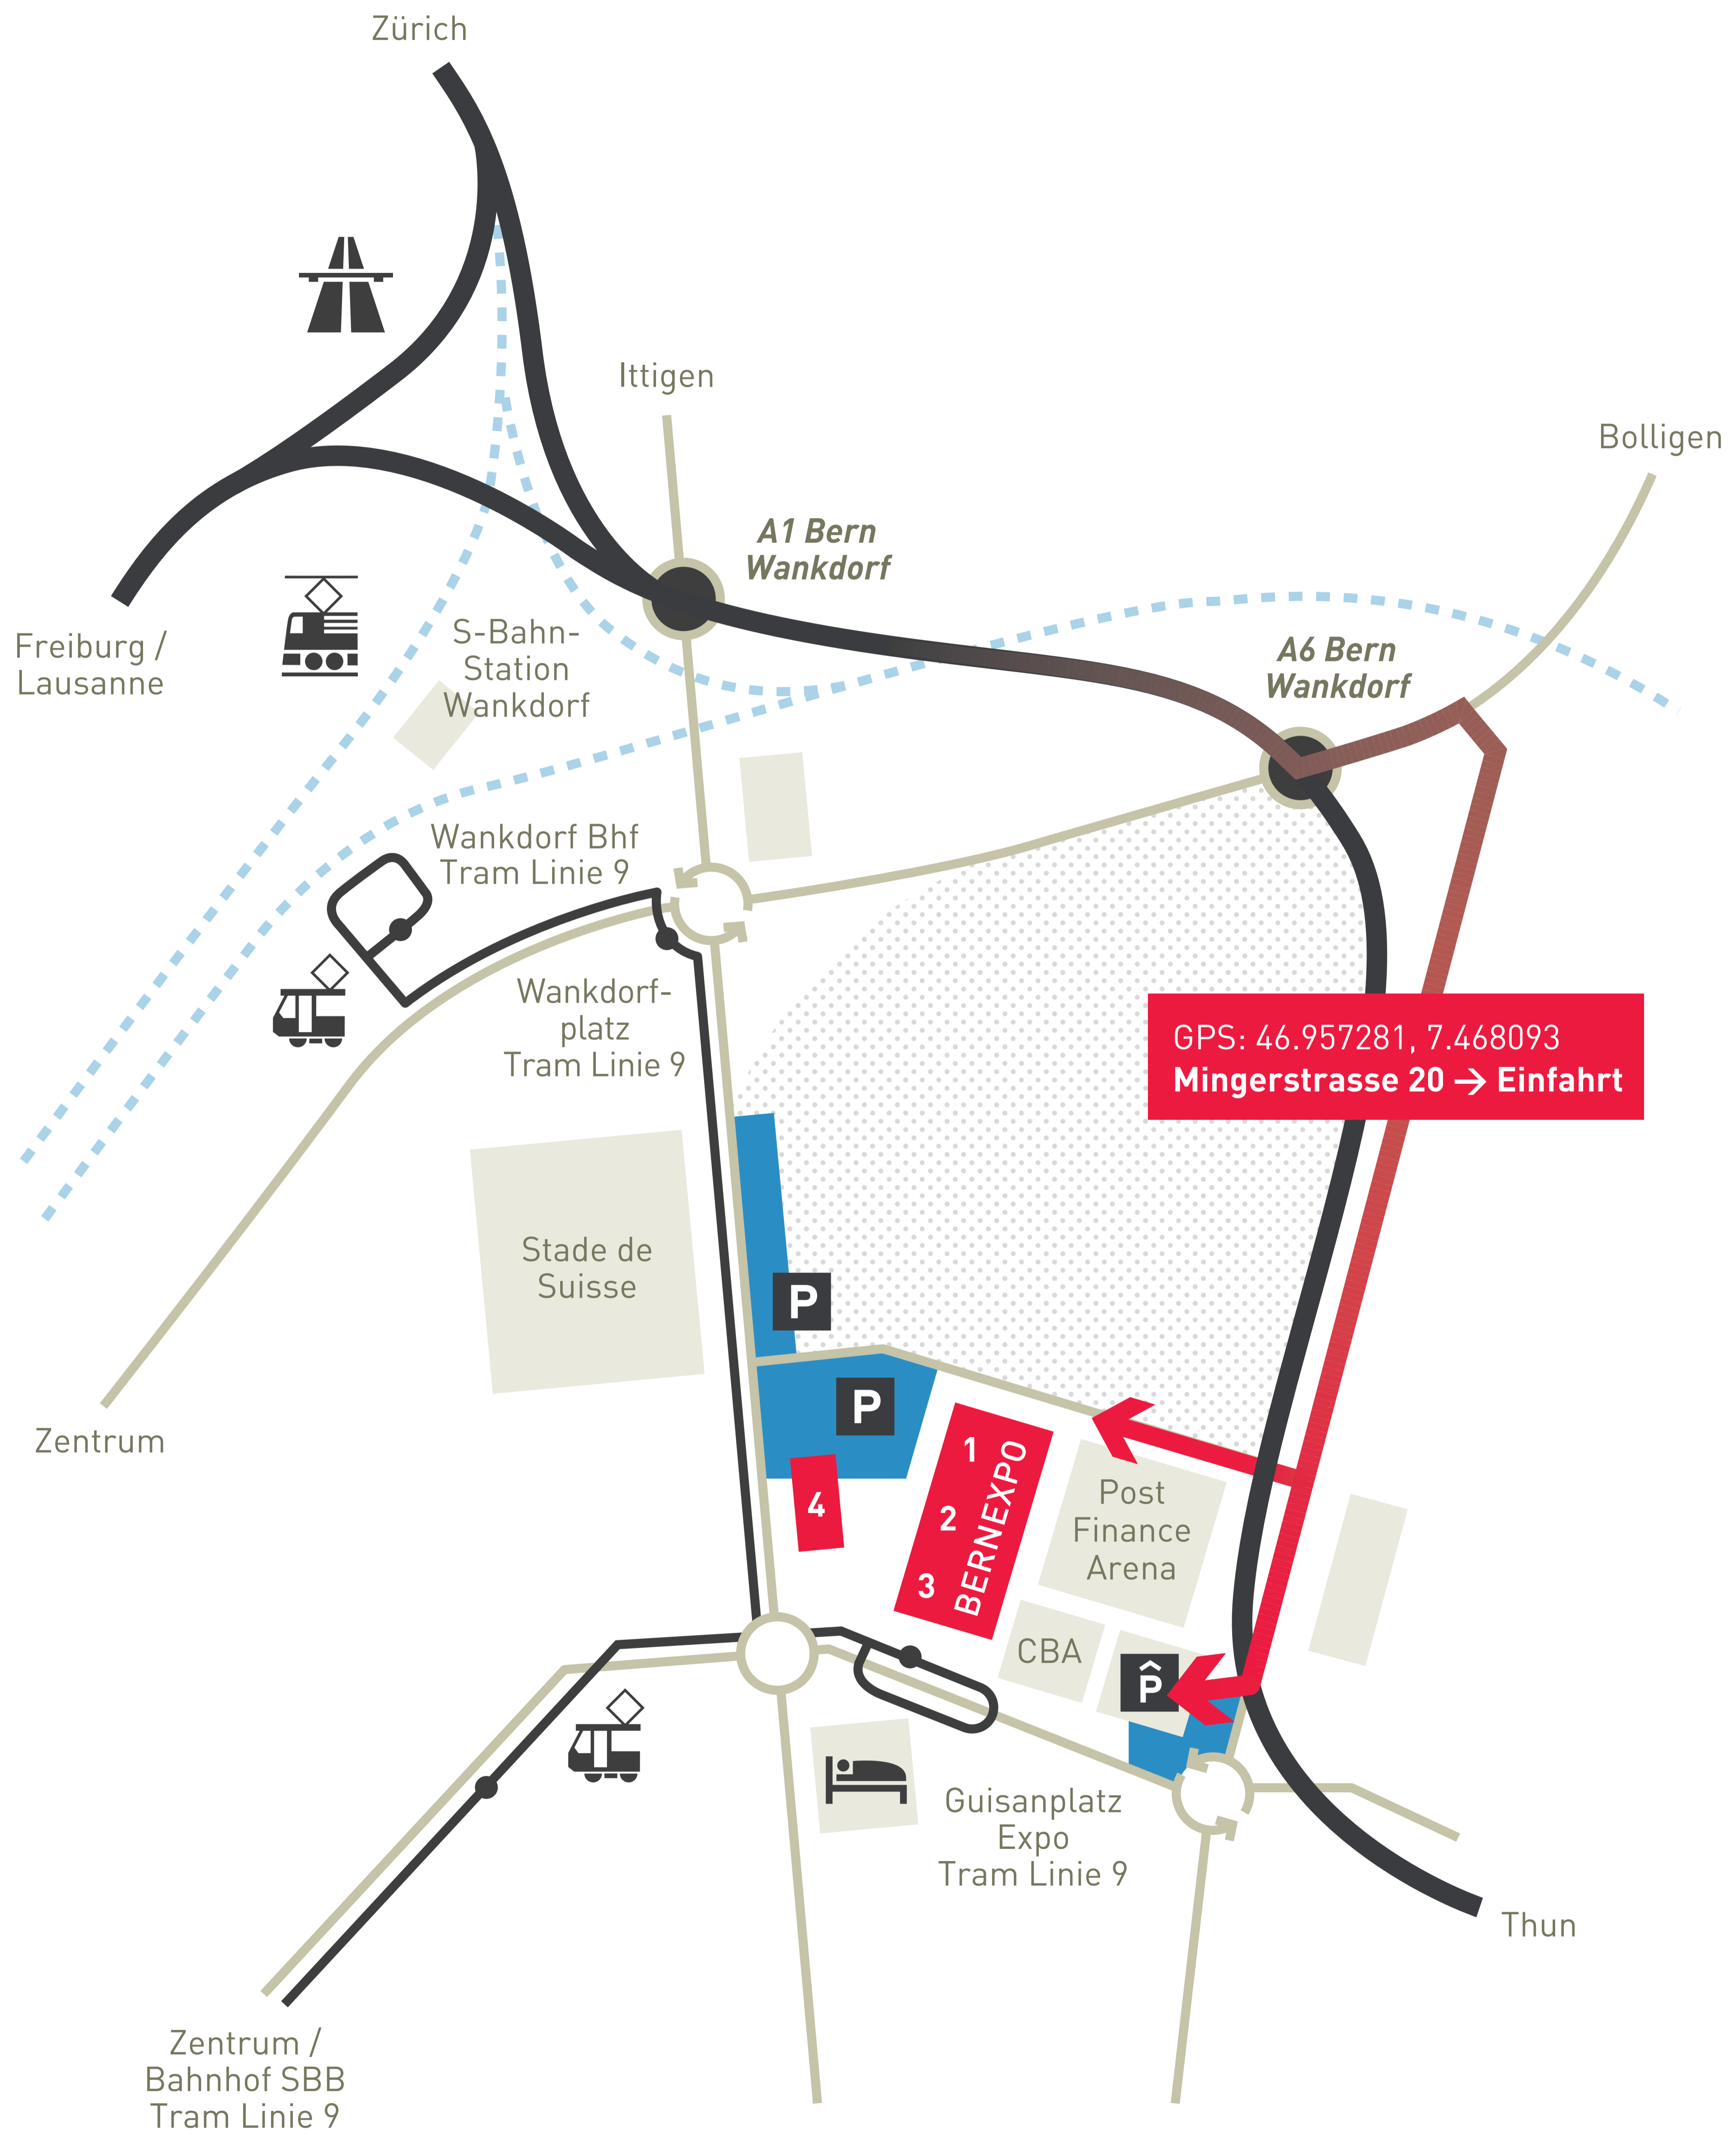 Zürich
Ittigen
Bolligen
A1 Bern
Wankdorf
Freiburg /
Lausanne
S-Bahn-
Station
Wankdorf
A6 Bern
Wankdorf
Wankdorf Bhf
Tram Linie 9
Wankdorf-
platz
Tram Linie 9
GPS: 46.957281, 7.468093
Mingerstrasse 20 → Einfahrt
Stade de
Suisse
P
P
Zentrum
1
2
3
BERNEXPO
4
Post
Finance
Arena
CBA
P
Guisanplatz
Expo
Tram Linie 9
Thun
Zentrum /
Bahnhof SBB
Tram Linie 9